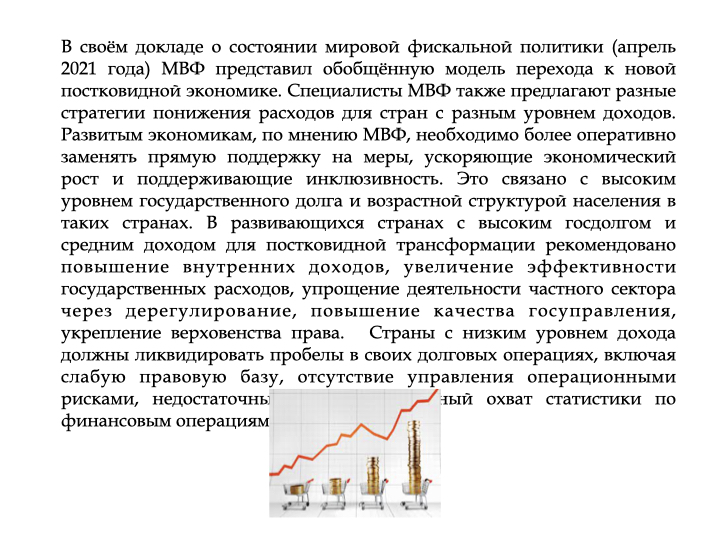 В своём докладе о состоянии мировой фискальной политики (апрель
2021 года) МВФ представил обобщённую модель перехода к новой
постковидной экономике. Специалисты МВФ также предлагают разные
стратегии понижения расходов для стран с разным уровнем доходов.
Развитым экономикам, по мнению МВФ, необходимо более оперативно
заменять прямую поддержку на меры, ускоряющие экономический
рост и поддерживающие инклюзивность. Это связано с высоким
уровнем государственного долга и возрастной структурой населения в
таких странах. В развивающихся странах с высоким госдолгом и
средним доходом для постковидной трансформации рекомендовано
повышение внутренних доходов, увеличение эффективности
государственных расходов, упрощение деятельности частного сектора
через дерегулирование, повышение качества госуправления,
укрепление верховенства права. Страны с низким уровнем дохода
должны ликвидировать пробелы в своих долговых операциях, включая
слабую правовую базу, отсутствие управления операционными
рисками, охват статистики по
финансовым операциям